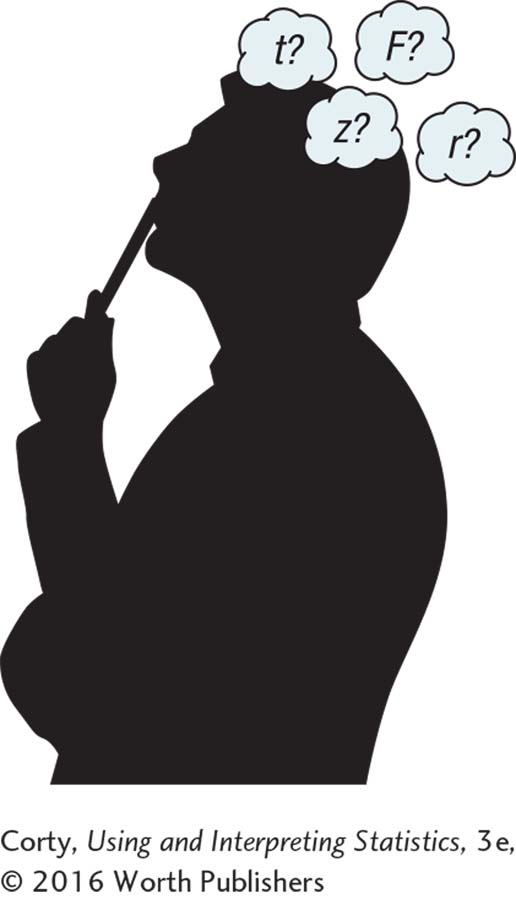 t?
F?
z?
r?
Corty, Using and Interpreting Statistics, 3e,
© 2016 Worth Publishers